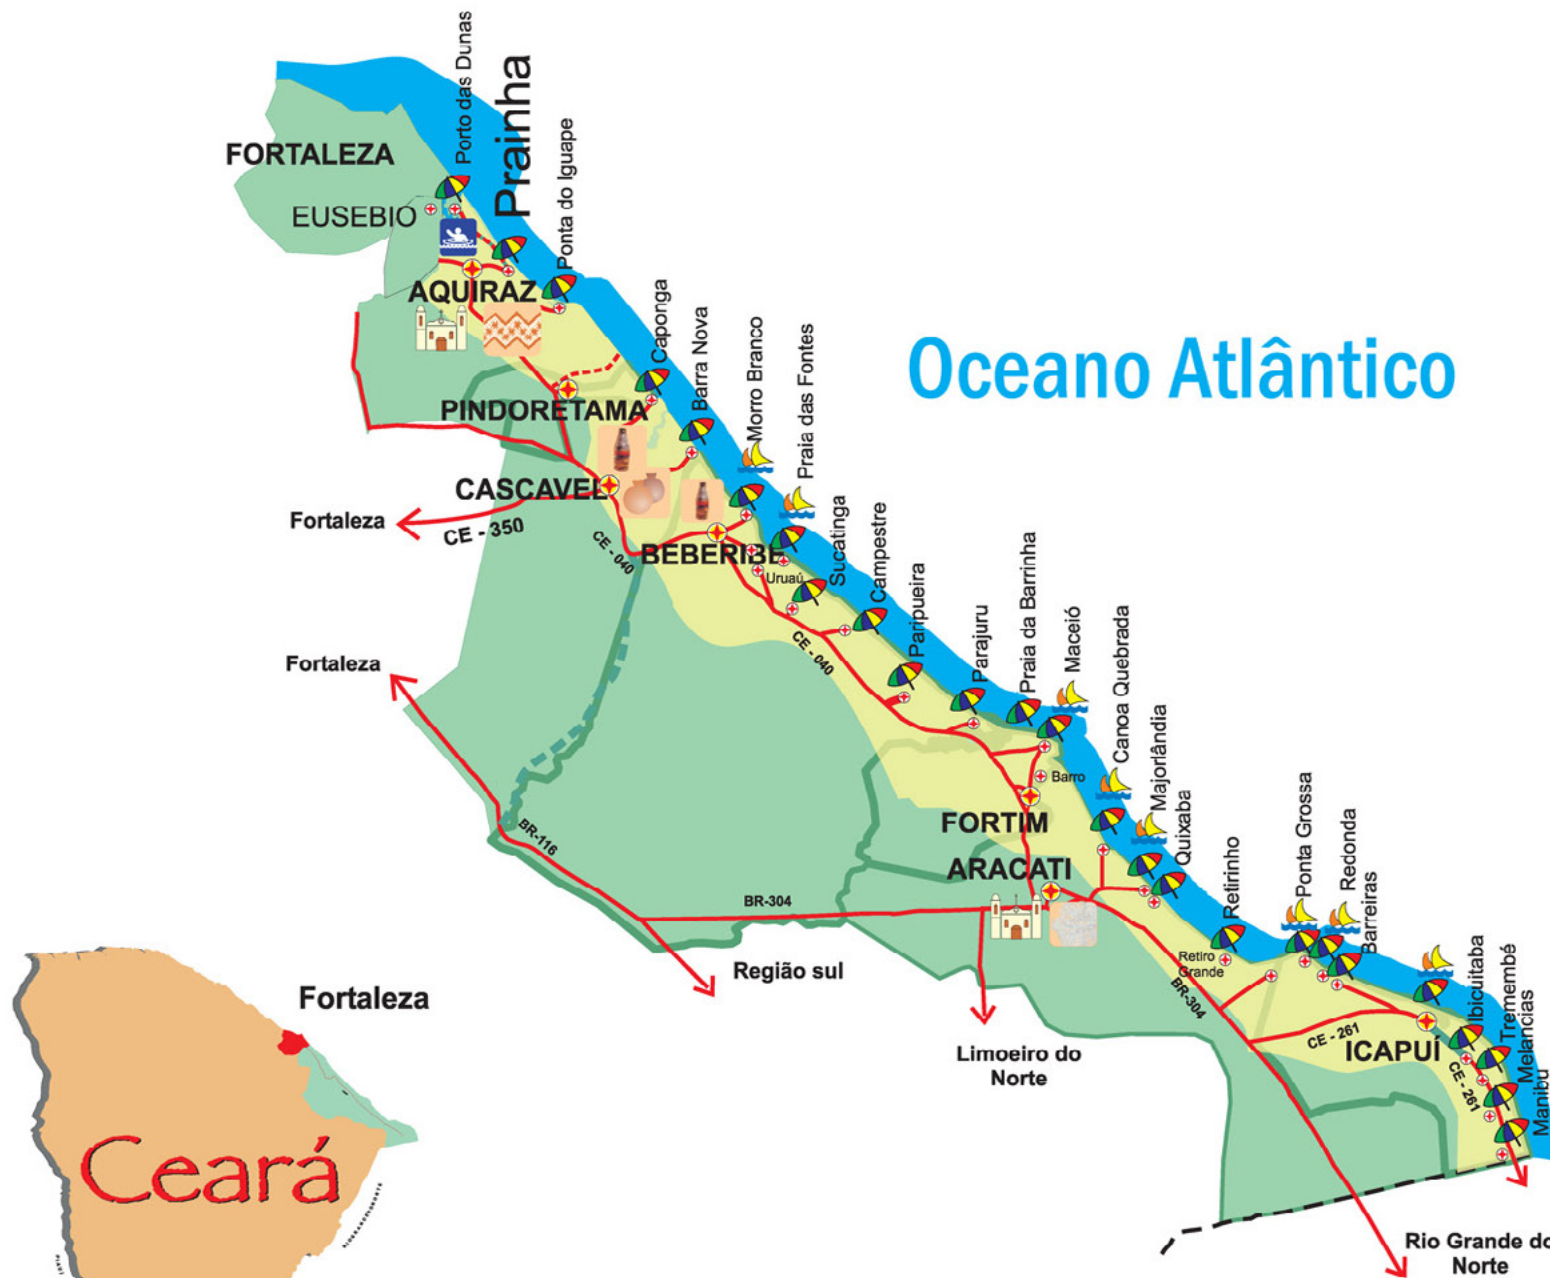 Porto das Dunas
Prainha
Ponta do Iguape
FORTALEZA
EUSEBIO
AQUIRAZ
Caponga
Barra Nova
Morro Branco
Praia das Fontes
Oceano Atlântico
PINDORETAMA
CASCAVEL
Fortaleza
CE - 350
CE - 040
BEBERIBE
Uruaú
Sucatinga
Campestre
Paripueira
Parajuru
Praia da Barrinha
Maceió
Canoa Quebrada
Majorlândia
Quixaba
CE - 040
Fortaleza
Barro
FORTIM
BR-116
ARACATI
BR-304
Retirinho
Ponta Grossa
Redonda
Barreiras
Retiro
Grande
BR-304
Região sul
Limoeiro do
Norte
CE - 261
ICAPUÍ
CE - 261
Ibicuitaba
Tremembé
Melancias
Manibu
Fortaleza
Ceará
Rio Grande do
Norte